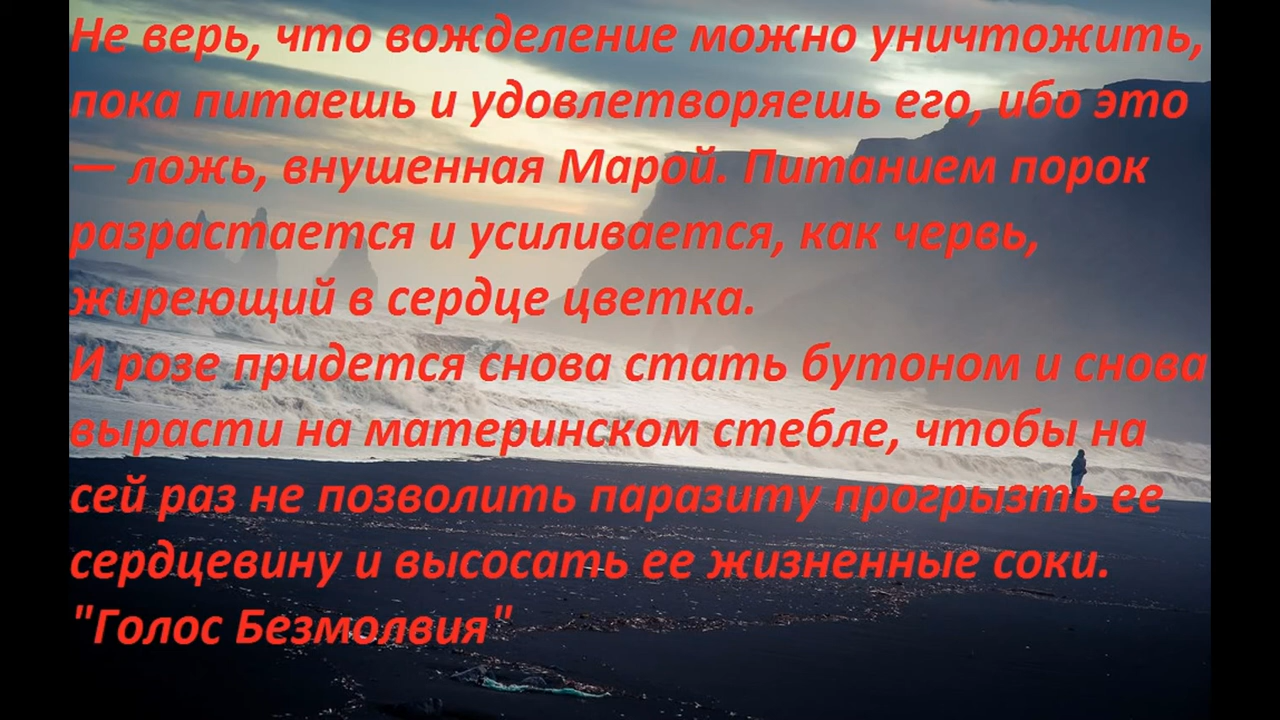 Не верь, что вожделение можно уничтожить,
пока питаешь и удовлетворяешь его, ибо это
— ложь, внушенная Марой. Питанием порок
разрастается и усиливается, как червь,
жиреющий в сердце цветка.
И розе придется снова стать бутоном и снова
вырасти на материнском стебле, чтобы на
сей раз не позволить паразиту прогрызть ее
сердцевину и высосать ее жизненные соки.
"Голос Безмолвия"